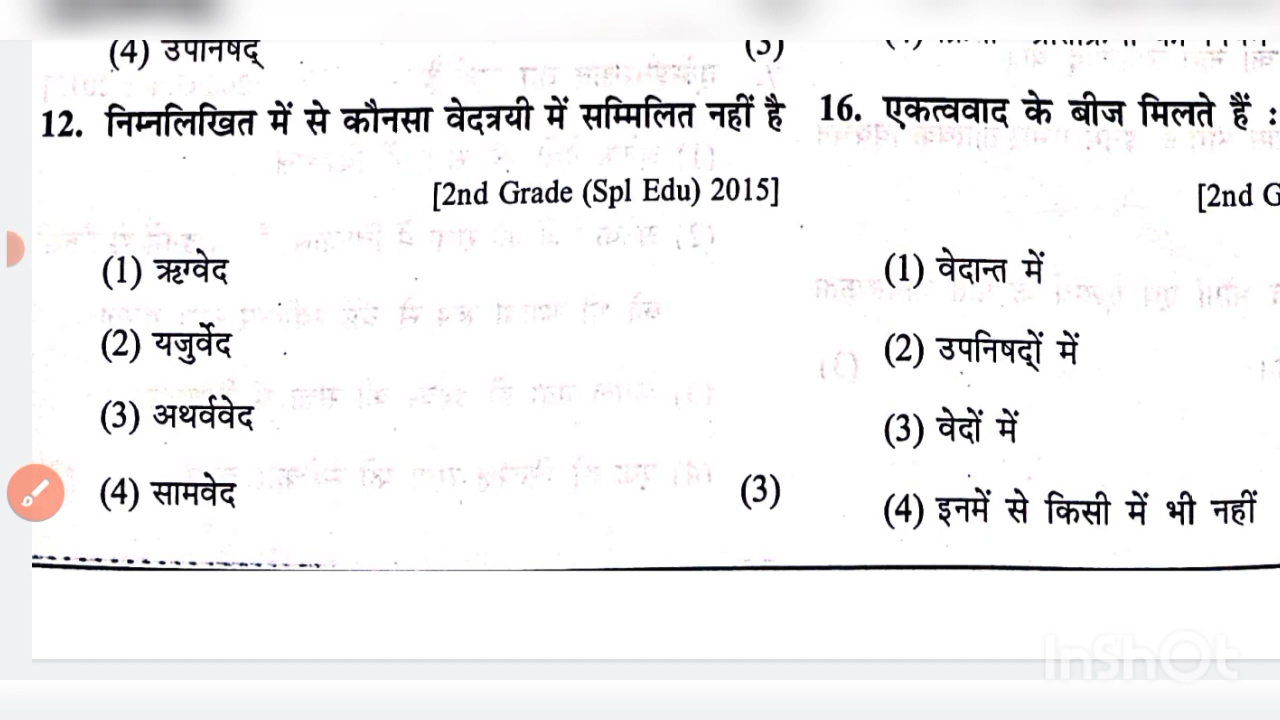 (4) उपनिषद्
(3)
12. निम्नलिखित में से कौनसा वेदत्रयी में सम्मिलित नहीं है
[2nd Grade (Spl Edu) 2015]
(1) ऋग्वेद
(2) यजुर्वेद
(3) अथर्ववेद
(4) सामवेद
(3)
16. एकत्ववाद के बीज मिलते हैं :
[2nd G
(1) वेदान्त में
(2) उपनिषदों में
(3) वेदों में
(4) इनमें से किसी में भी नहीं
InShOt